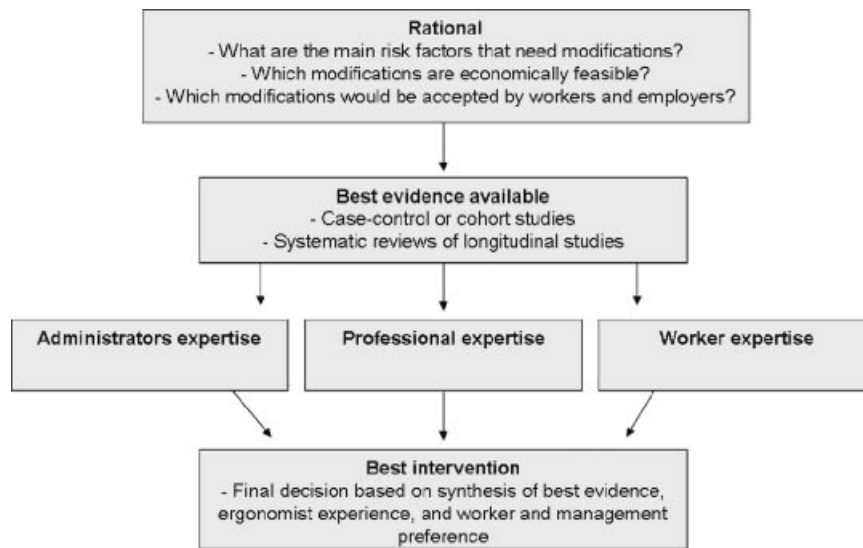 Rational
- What are the main risk factors that need modifications?
- Which modifications are economically feasible?
- Which modifications would be accepted by workers and employers?
Best evidence available
- Case-control or cohort studies
- Systematic reviews of longitudinal studies
Administrators expertise
Professional expertise
Worker expertise
Best intervention
- Final decision based on synthesis of best evidence,
ergonomist experience, and worker and management
preference